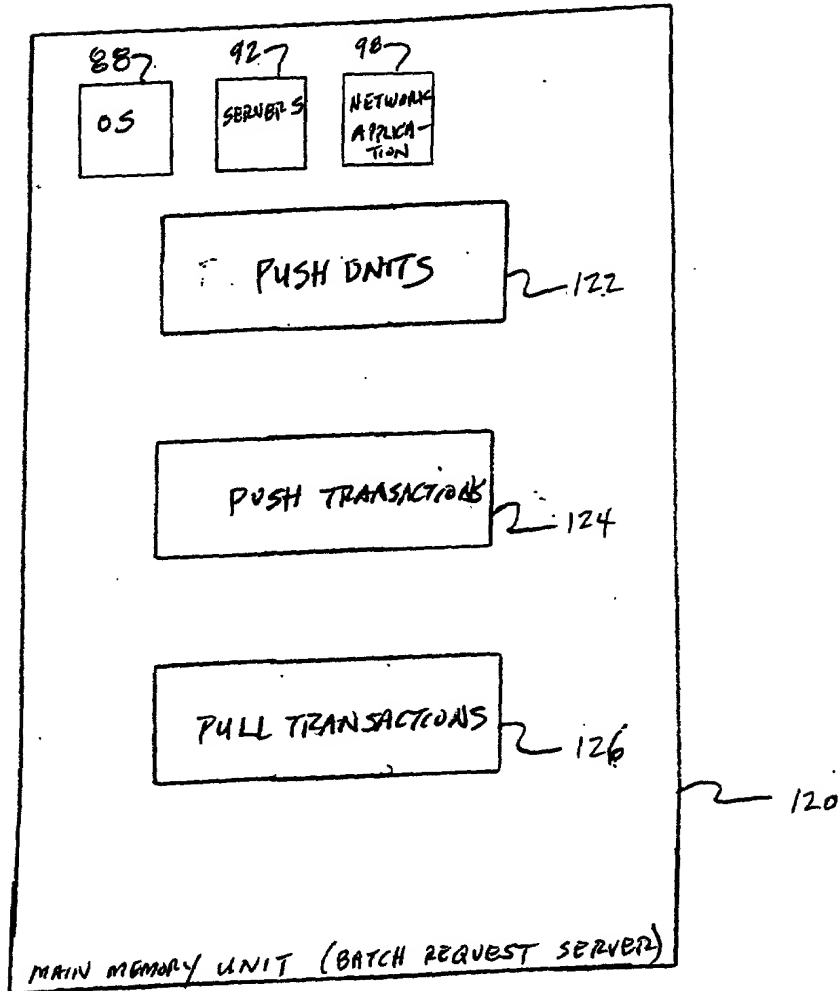 88 92 98
OS
SERVERS
NETWORK
APPLICA-
TION
PUSH UNITS
122
PUSH TRANSACTIONS
124
PULL TRANSACTIONS
126
120
MAIN MEMORY UNIT (BATCH REQUEST SERVER)